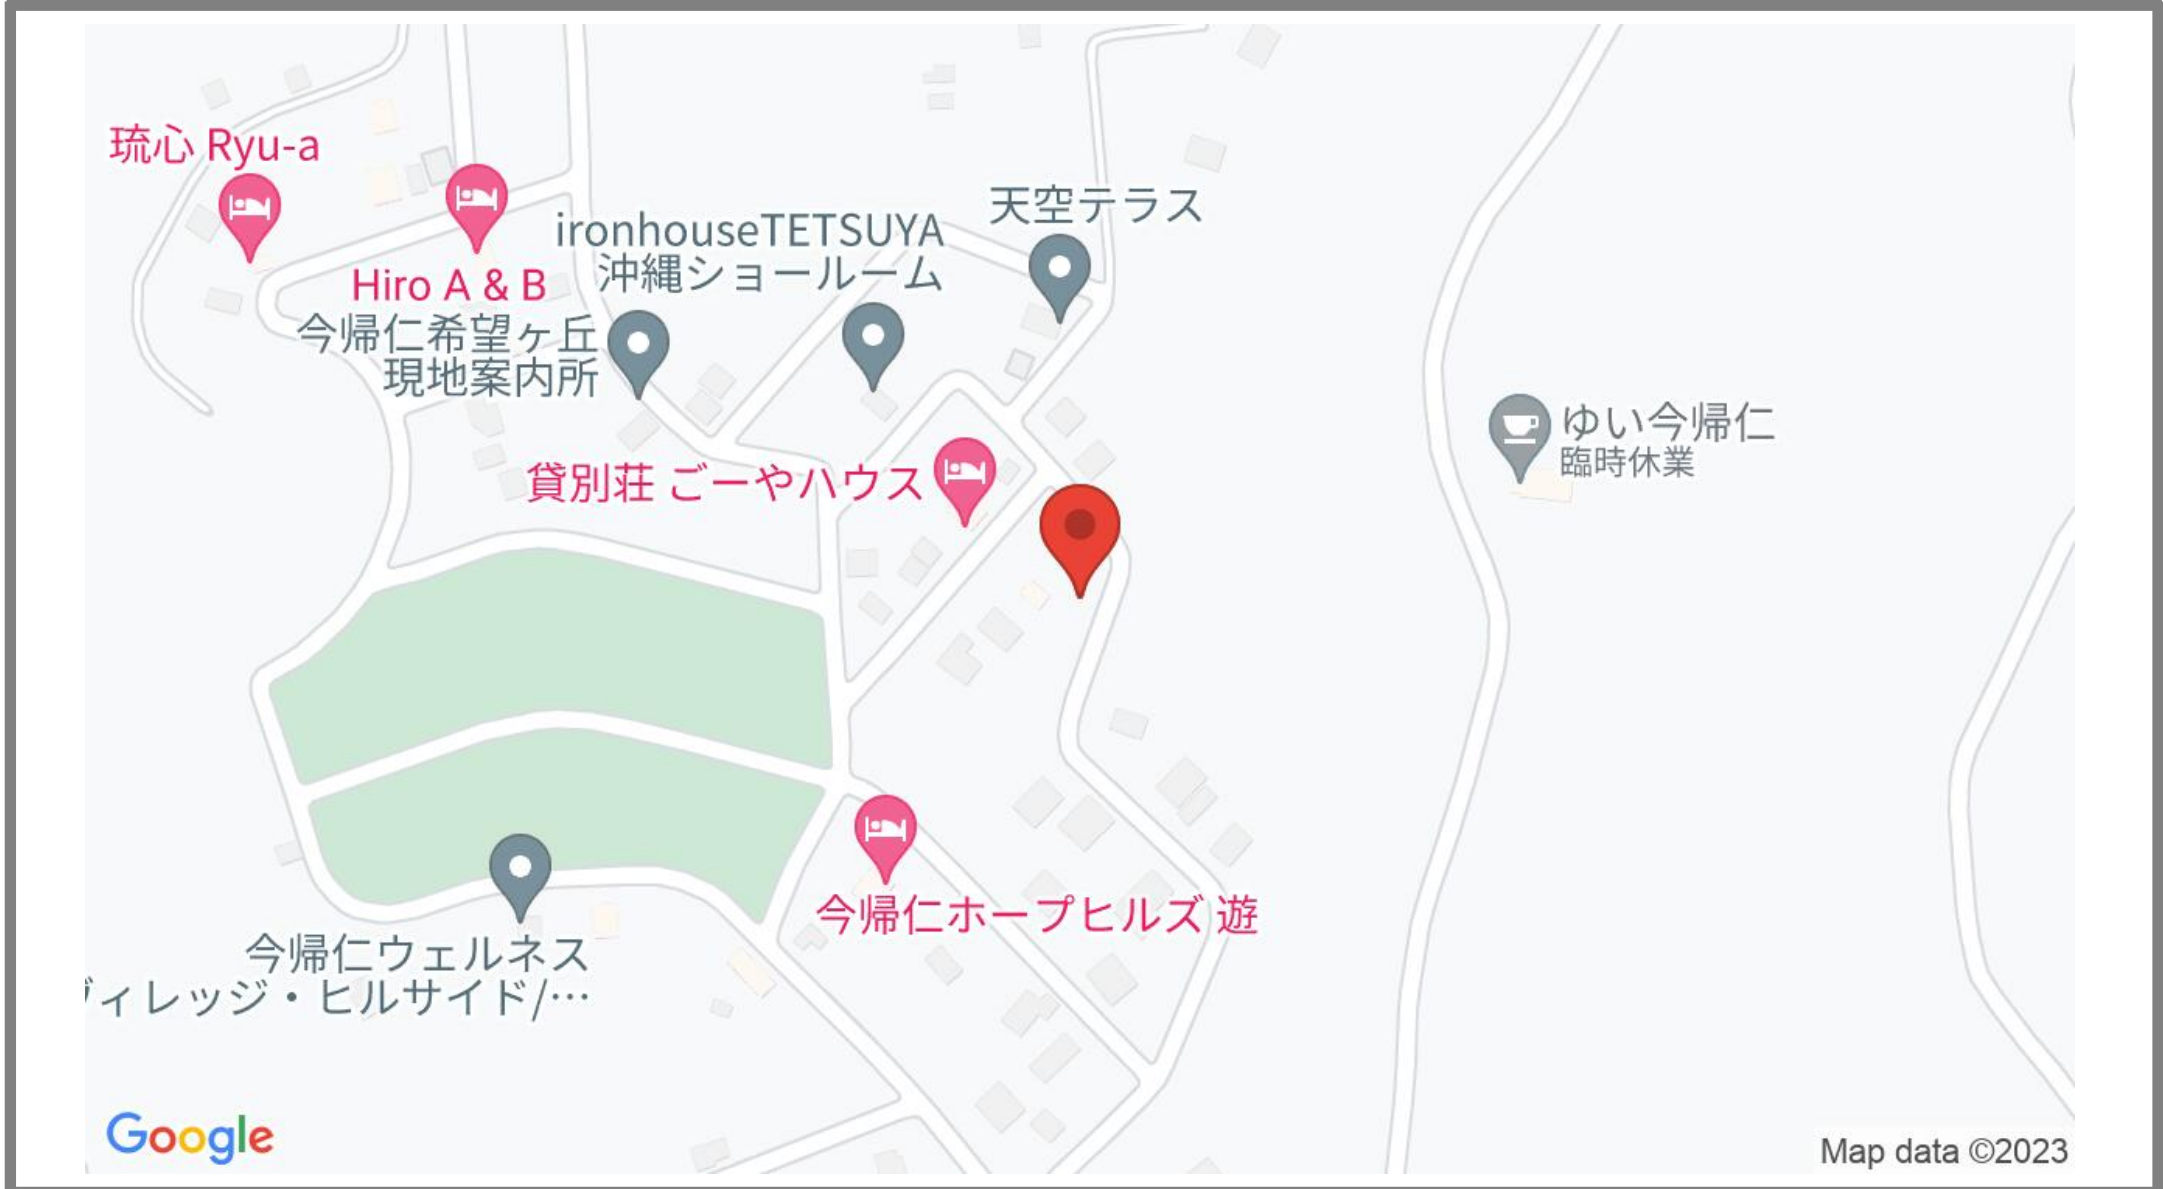 琉心 Ryu-a
Hiro A & B
ironhouseTETSUYA
沖縄ショールーム
天空テラス
今帰仁希望ヶ丘
現地案内所
ゆい今帰仁
臨時休業
貸別荘 ごーやハウス
今帰仁ホープヒルズ 遊
今帰仁ウェルネス
ヴィレッジ・ヒルサイド/…
Google
Map data ©2023